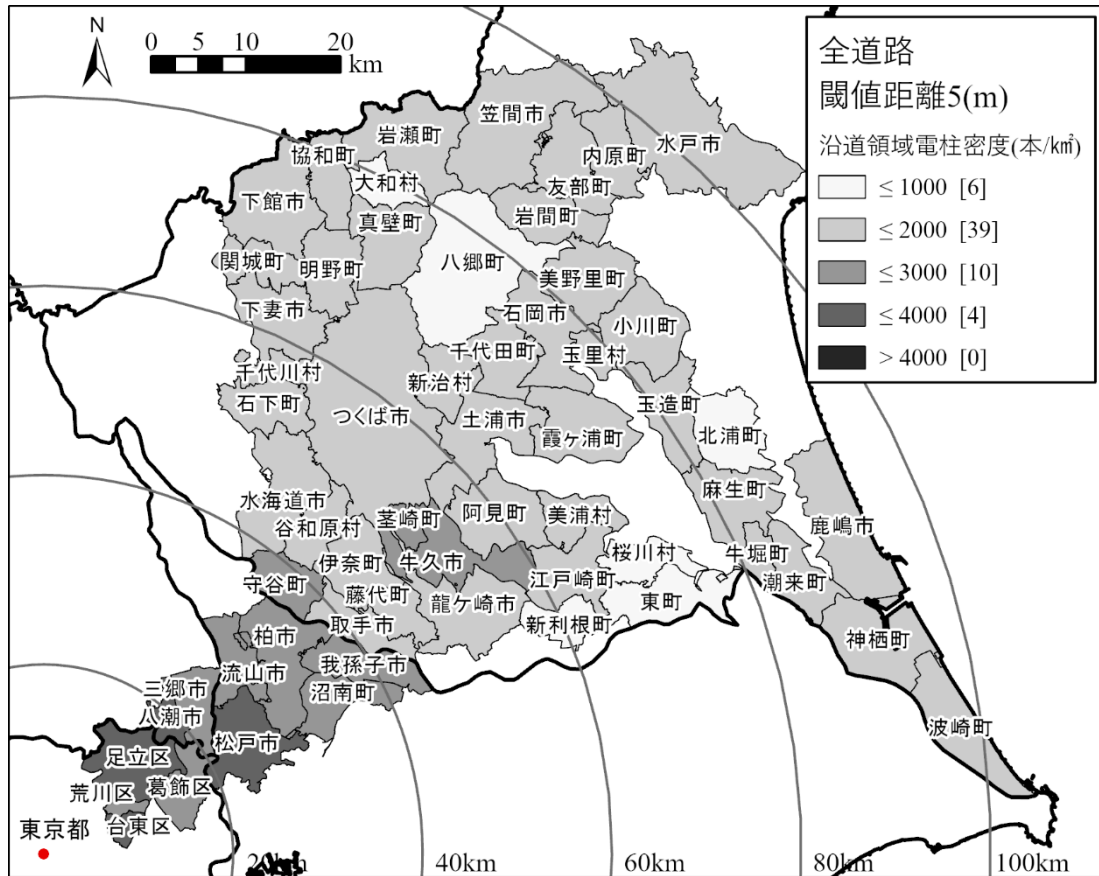 N
0 5 10 20
km
全道路
閾値距離5(m)
沿道領域電柱密度(本/k㎡)
≤ 1000 [6]
≤ 2000 [39]
≤ 3000 [10]
≤ 4000 [4]
> 4000 [0]
笠間市
岩瀬町
水戸市
協和町
内原町
大和村
友部町
下館市
岩間町
真壁町
関城町
明野町
八郷町
美野里町
下妻市
石岡市
小川町
千代田町
玉里村
千代川村
新治村
石下町
つくば市
玉造町
土浦市
北浦町
霞ヶ浦町
麻生町
水海道市
阿見町
美浦村
茎崎町
鹿嶋市
谷和原村
桜川村
牛堀町
伊奈町
牛久市
守谷町
江戸崎町
潮来町
藤代町
龍ケ崎市
東町
取手市
新利根町
神栖町
柏市
我孫子市
流山市
三郷市
沼南町
八潮市
波崎町
松戸市
足立区
荒川区
葛飾区
台東区
東京都
20km
40km
60km
80km
100km